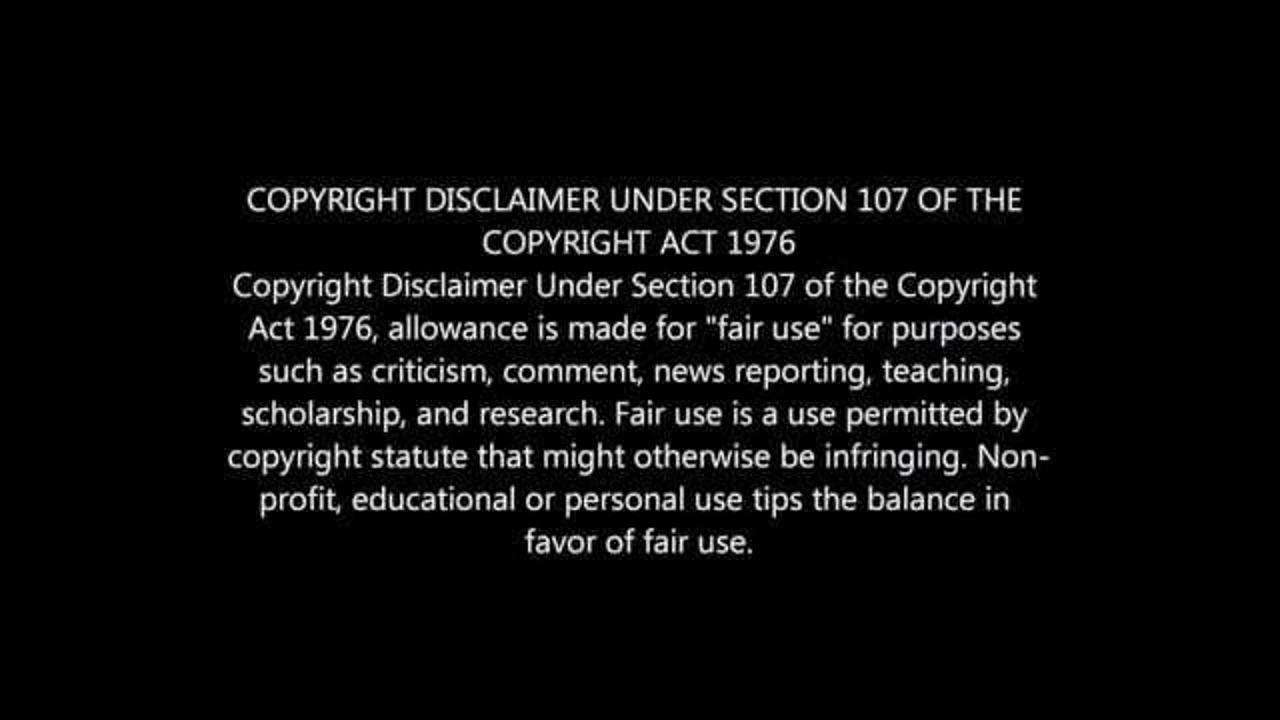 COPYRIGHT DISCLAIMER UNDER SECTION 107 OF THE
COPYRIGHT ACT 1976
Copyright Disclaimer Under Section 107 of the Copyright
Act 1976, allowance is made for "fair use" for purposes
such as criticism, comment, news reporting, teaching,
scholarship, and research. Fair use is a use permitted by
copyright statute that might otherwise be infringing. Non-
profit, educational or personal use tips the balance in
favor of fair use.